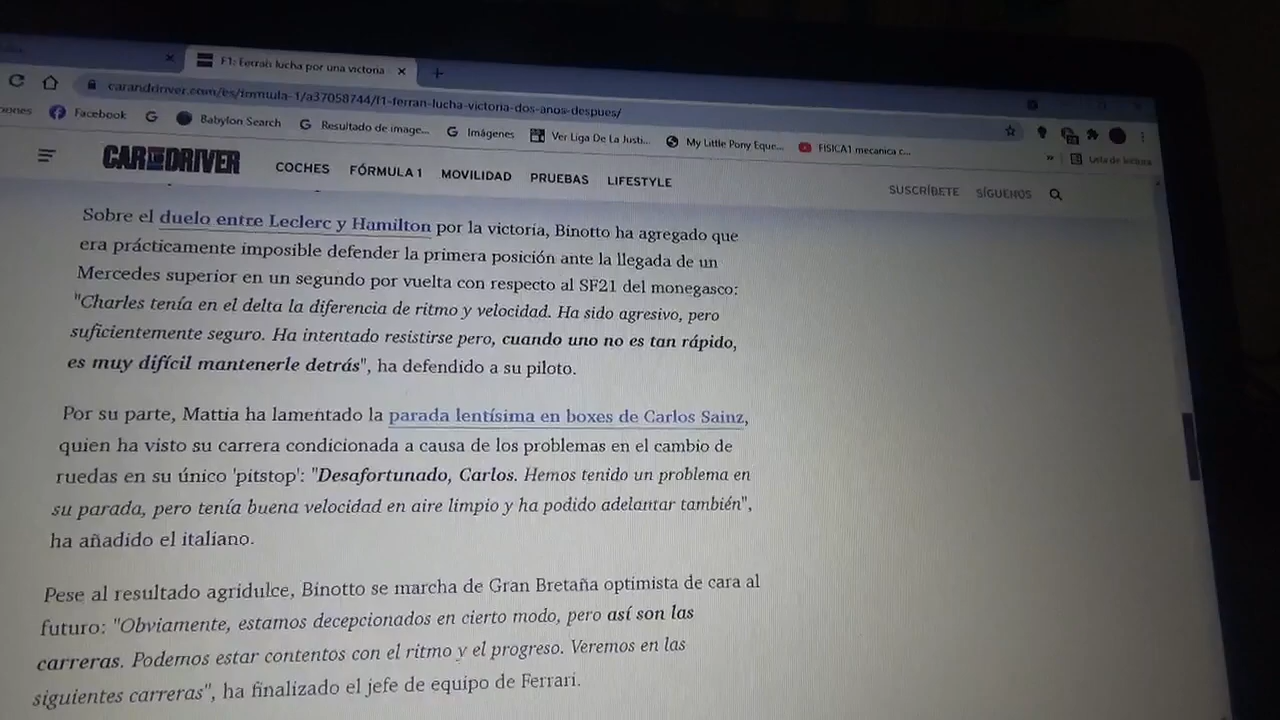 F1: Ferrari lucha por una victoria
caranddriver.com/es/formula-1/a37058744/f1-ferrari-lucha-victoria-dos-anos-despues/
Facebook G Babylon Search G Resultado de image... G Imágenes Ver Liga De La Justi... My Little Pony Eque... FISICA1 mecanica c...
» Lista de lectura
CAR AND DRIVER COCHES FÓRMULA 1 MOVILIDAD PRUEBAS LIFESTYLE SUSCRÍBETE SÍGUENOS
Sobre el duelo entre Leclerc y Hamilton por la victoria, Binotto ha agregado que
era prácticamente imposible defender la primera posición ante la llegada de un
Mercedes superior en un segundo por vuelta con respecto al SF21 del monegasco:
"Charles tenía en el delta la diferencia de ritmo y velocidad. Ha sido agresivo, pero
suficientemente seguro. Ha intentado resistirse pero, cuando uno no es tan rápido,
es muy difícil mantenerle detrás", ha defendido a su piloto.
Por su parte, Mattia ha lamentado la parada lentísima en boxes de Carlos Sainz,
quien ha visto su carrera condicionada a causa de los problemas en el cambio de
ruedas en su único 'pitstop': "Desafortunado, Carlos. Hemos tenido un problema en
su parada, pero tenía buena velocidad en aire limpio y ha podido adelantar también",
ha añadido el italiano.
Pese al resultado agridulce, Binotto se marcha de Gran Bretaña optimista de cara al
futuro: "Obviamente, estamos decepcionados en cierto modo, pero así son las
carreras. Podemos estar contentos con el ritmo y el progreso. Veremos en las
siguientes carreras", ha finalizado el jefe de equipo de Ferrari.